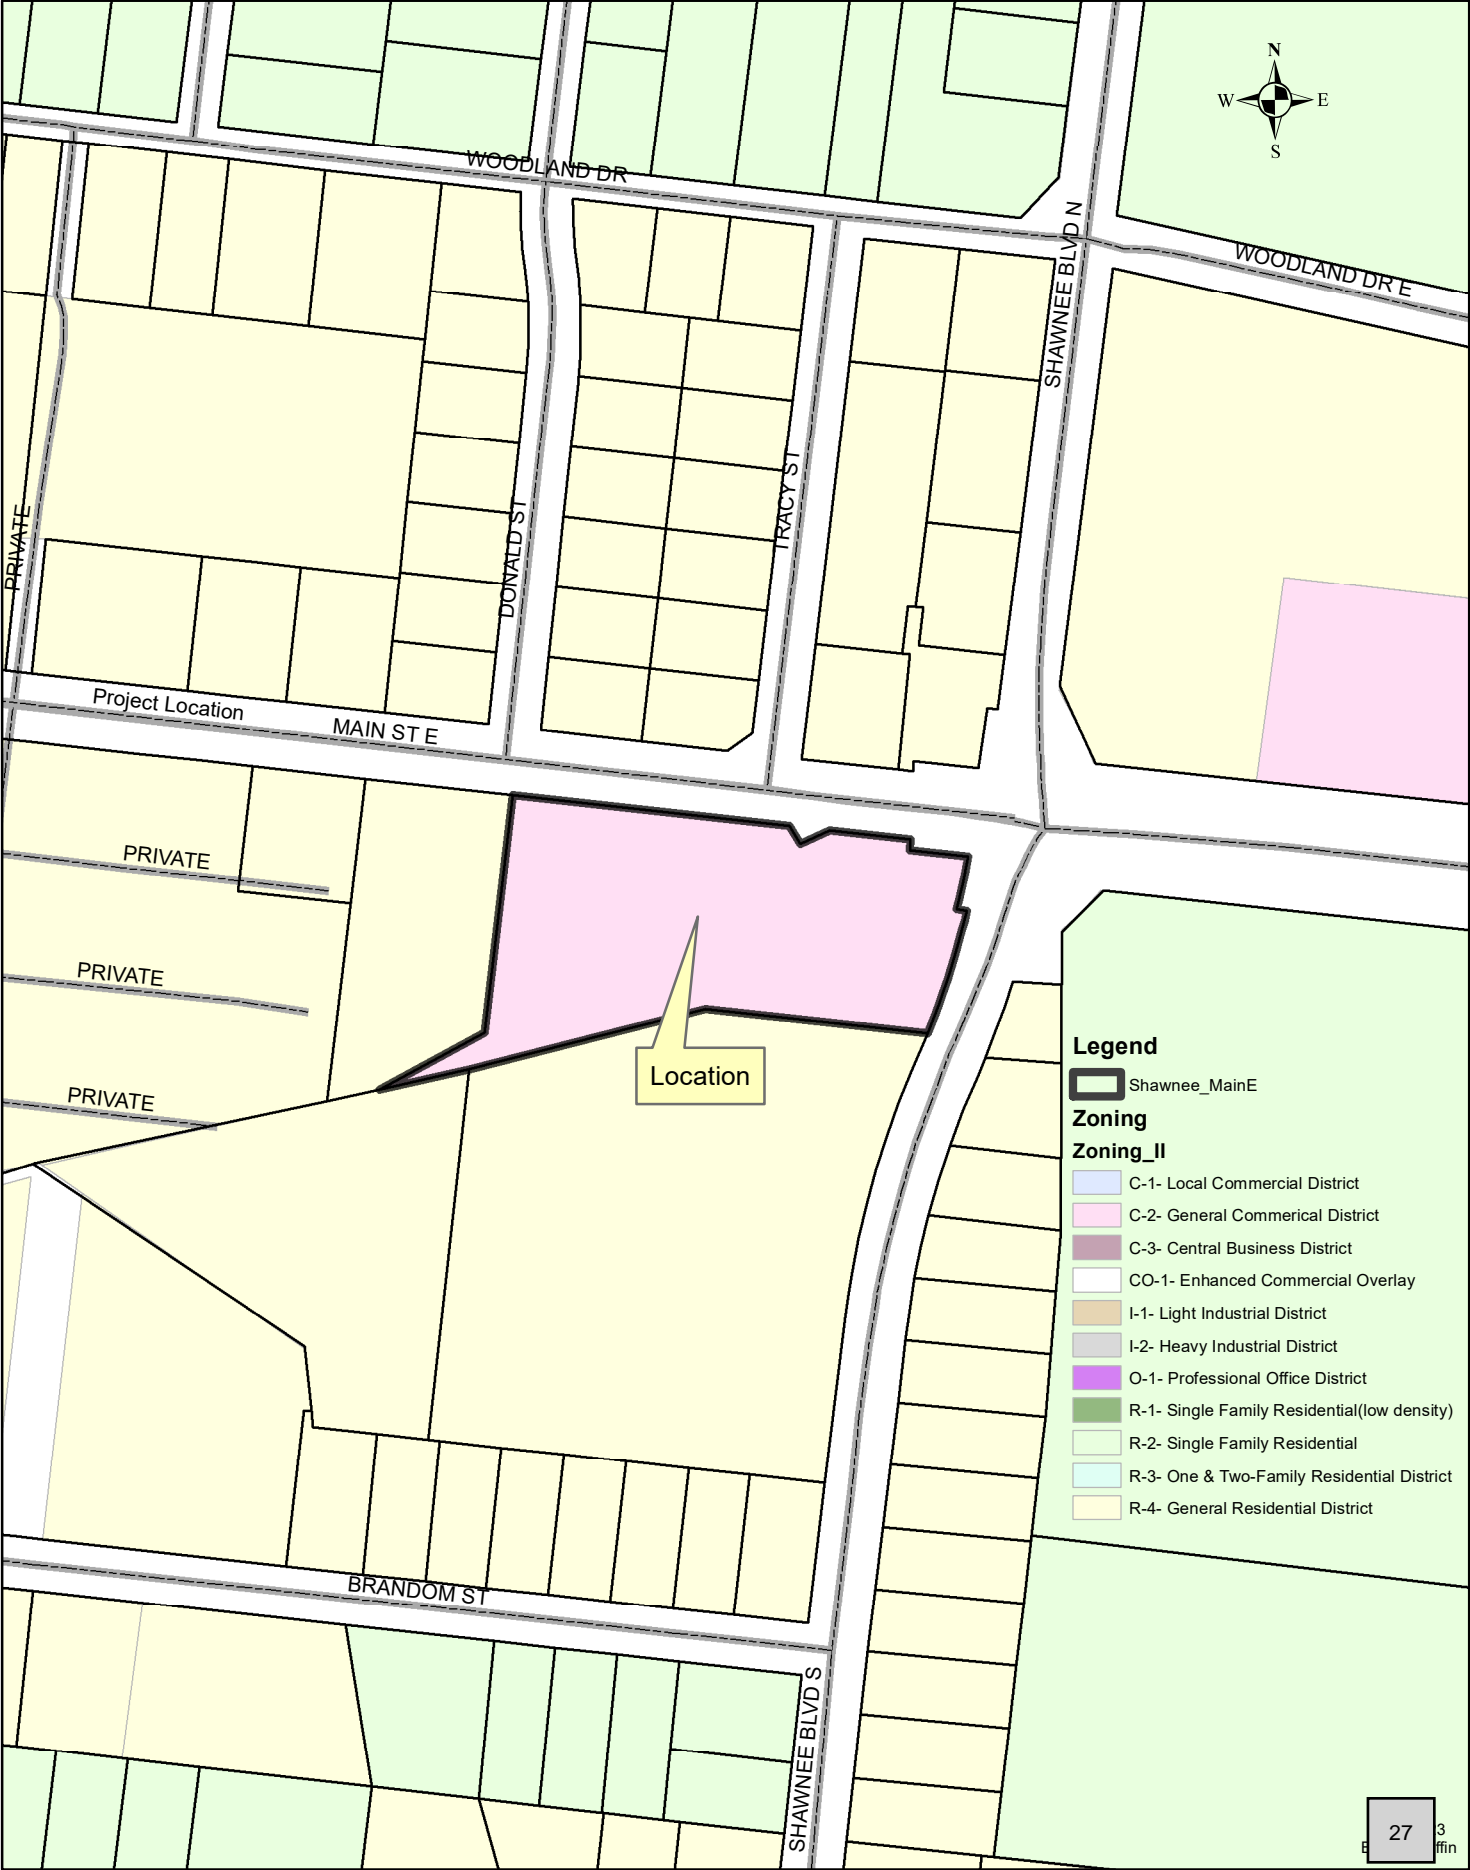 N
W E
S
WOODLAND DR
SHAWNEE BLVD N
WOODLAND DR E
TRACY ST
DONALD ST
PRIVATE
Project Location
MAIN ST E
PRIVATE
PRIVATE
PRIVATE
Location
Legend
Shawnee_MainE
Zoning
Zoning_II
C-1- Local Commercial District
C-2- General Commerical District
C-3- Central Business District
CO-1- Enhanced Commercial Overlay
I-1- Light Industrial District
I-2- Heavy Industrial District
O-1- Professional Office District
R-1- Single Family Residential(low density)
R-2- Single Family Residential
R-3- One & Two-Family Residential District
R-4- General Residential District
BRANDOM ST
SHAWNEE BLVD S
27